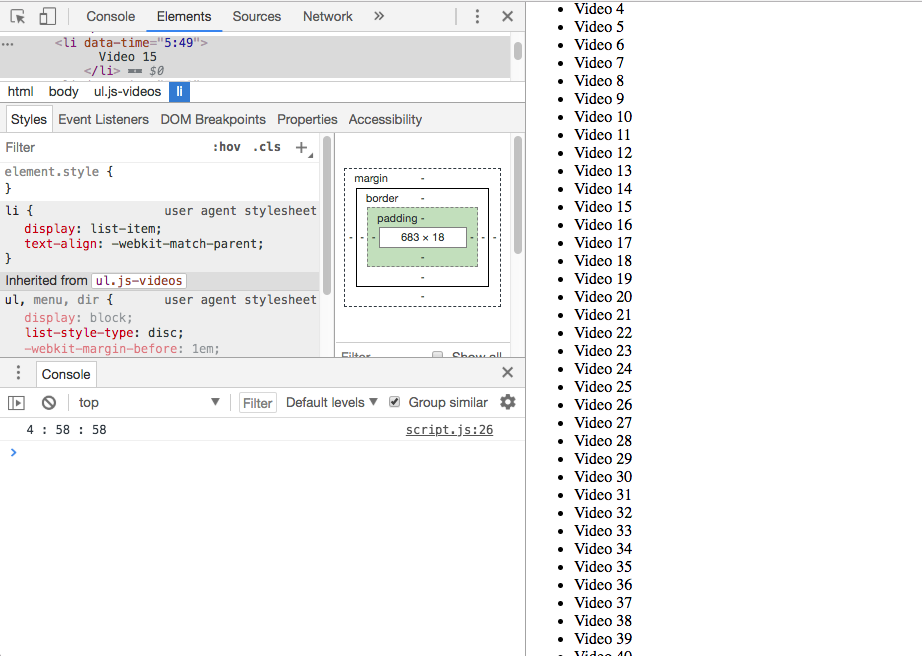 Console Elements Sources Network »
<li data-time="5:49">
Video 15
</li> == $0
html body ul.js-videos li
Styles Event Listeners DOM Breakpoints Properties Accessibility
Filter :hov .cls +
element.style {
}
li { user agent stylesheet
display: list-item;
text-align: -webkit-match-parent;
}
Inherited from ul.js-videos
ul, menu, dir { user agent stylesheet
display: block;
list-style-type: disc;
-webkit-margin-before: 1em;
margin -
border -
padding -
- - - 683 × 18 - - -
-
-
-
Filter Show all
Console
top Filter Default levels Group similar
4 : 58 : 58 script.js:26
>
Video 4
Video 5
Video 6
Video 7
Video 8
Video 9
Video 10
Video 11
Video 12
Video 13
Video 14
Video 15
Video 16
Video 17
Video 18
Video 19
Video 20
Video 21
Video 22
Video 23
Video 24
Video 25
Video 26
Video 27
Video 28
Video 29
Video 30
Video 31
Video 32
Video 33
Video 34
Video 35
Video 36
Video 37
Video 38
Video 39
Video 40